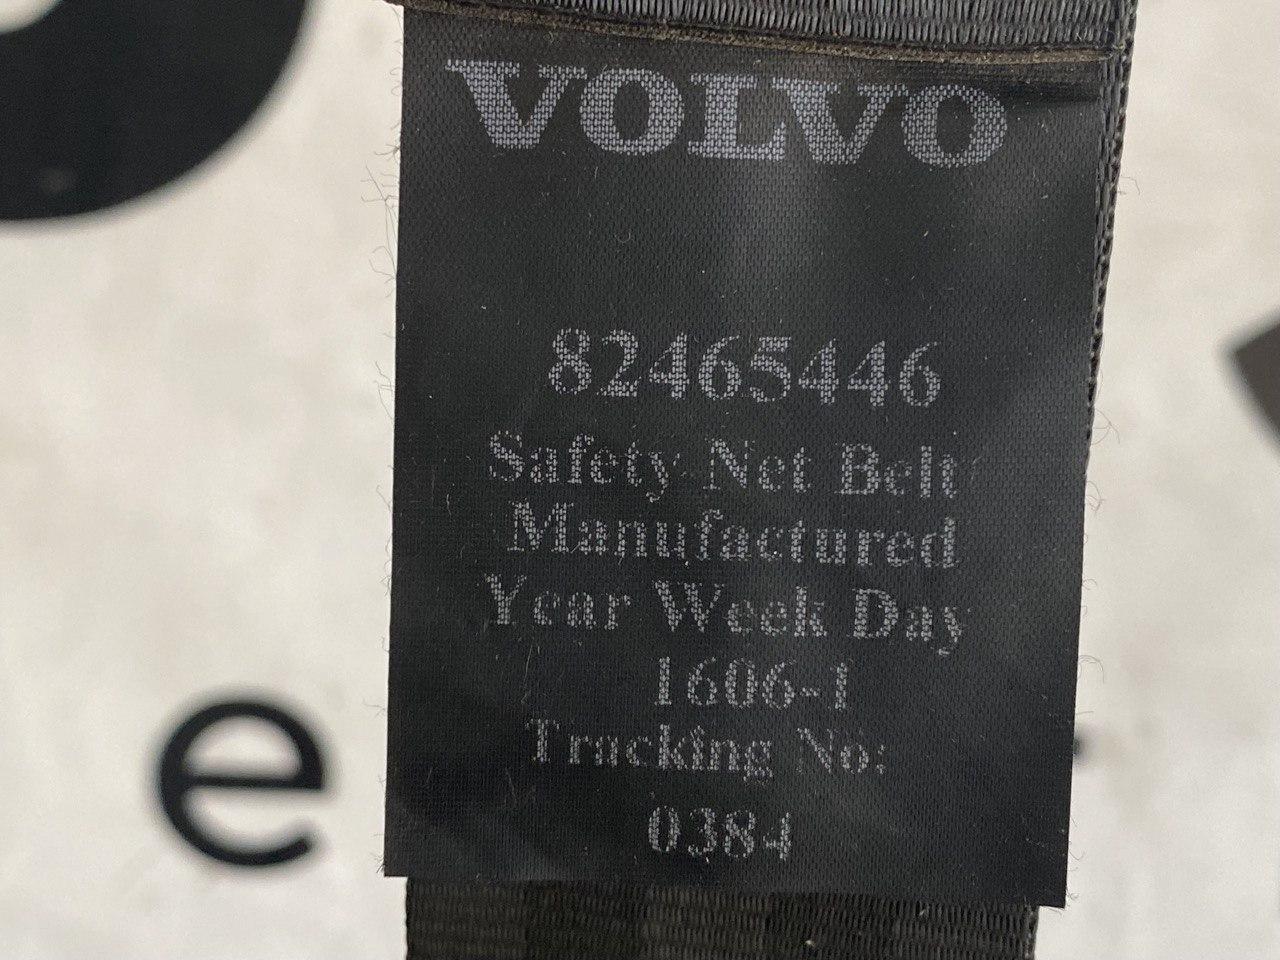 VOLVO
82465446
Safety Net Belt
Manufactured
Year Week Day
1606-1
Tracking No:
0384
e